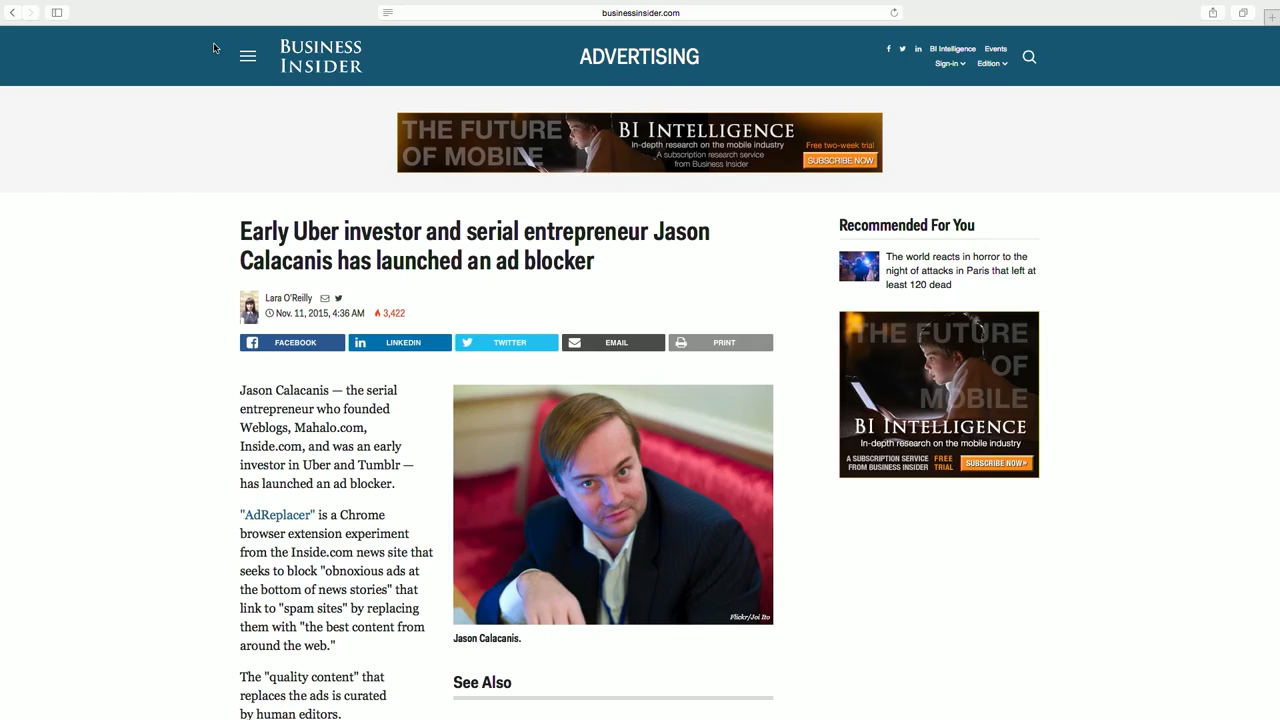 businessinsider.com
BUSINESS
INSIDER
ADVERTISING
BI Intelligence Events
Sign-in Edition
THE FUTURE
OF MOBILE
BI INTELLIGENCE
In-depth research on the mobile industry
A subscription research service
from Business Insider
Free two-week trial
SUBSCRIBE NOW
Early Uber investor and serial entrepreneur Jason
Calacanis has launched an ad blocker
Lara O'Reilly
Nov. 11, 2015, 4:36 AM 3,422
FACEBOOK
LINKEDIN
TWITTER
EMAIL
PRINT
Jason Calacanis — the serial
entrepreneur who founded
Weblogs, Mahalo.com,
Inside.com, and was an early
investor in Uber and Tumblr —
has launched an ad blocker.
"AdReplacer" is a Chrome
browser extension experiment
from the Inside.com news site that
seeks to block "obnoxious ads at
the bottom of news stories" that
link to "spam sites" by replacing
them with "the best content from
around the web."
The "quality content" that
replaces the ads is curated
by human editors.
Flickr/Joi Ito
Jason Calacanis.
See Also
Recommended For You
The world reacts in horror to the
night of attacks in Paris that left at
least 120 dead
THE FUTURE
OF
MOBILE
BI INTELLIGENCE
In-depth research on the mobile industry
A SUBSCRIPTION SERVICE
FROM BUSINESS INSIDER
FREE
TRIAL
SUBSCRIBE NOW»